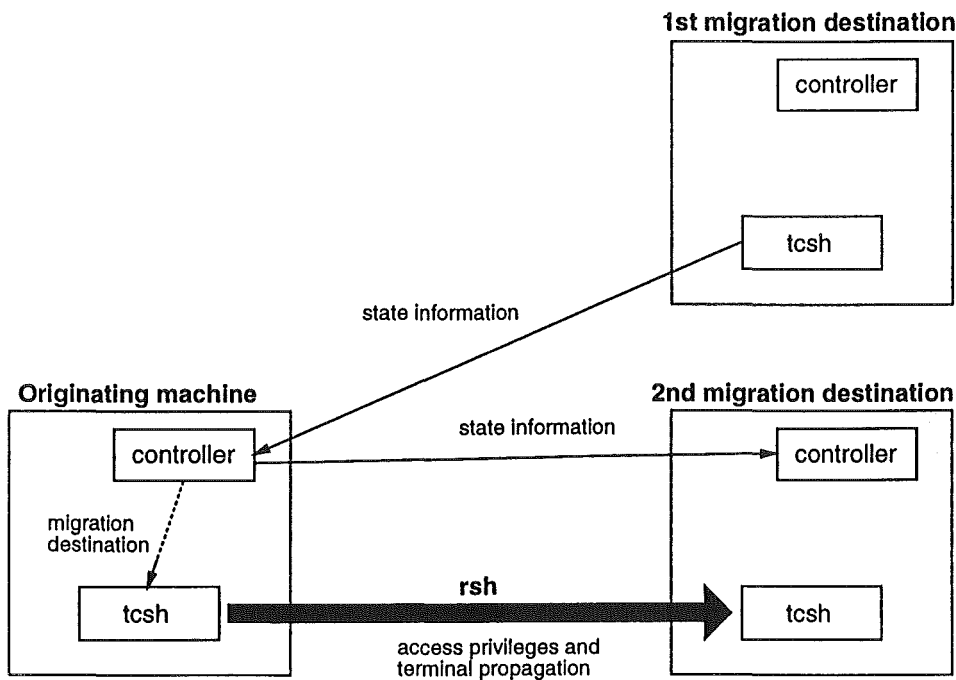 1st migration destination
controller
tcsh
state information
Originating machine
2nd migration destination
controller
state information
controller
migration
destination
tcsh
rsh
tcsh
access privileges and
terminal propagation